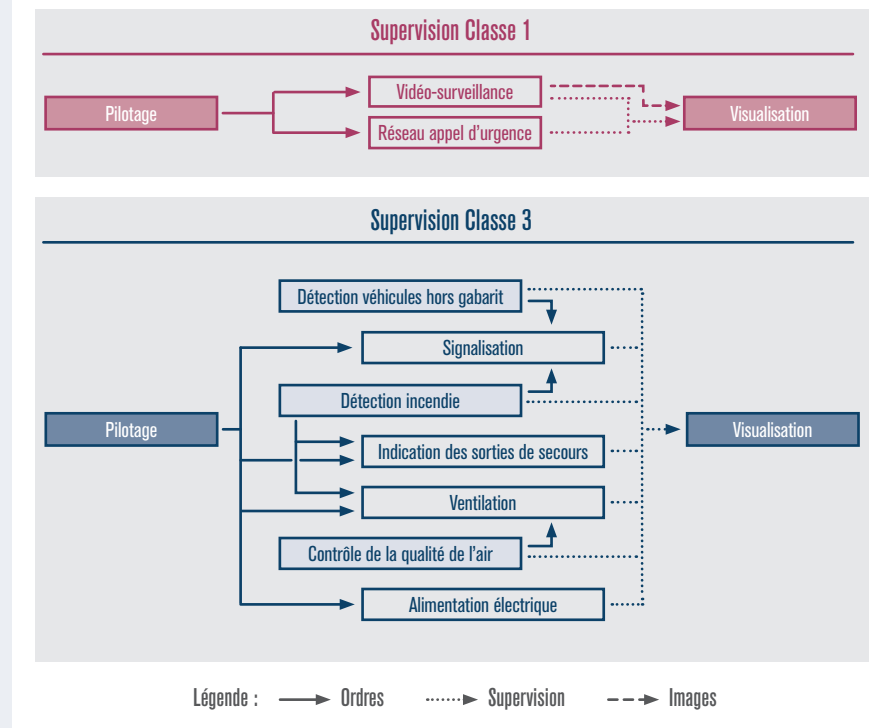 Supervision Classe 1
Vidéo-surveillance
Pilotage
Visualisation
Réseau appel d'urgence
Supervision Classe 3
Détection véhicules hors gabarit
Signalisation
Détection incendie
Pilotage
Visualisation
Indication des sorties de secours
Ventilation
Contrôle de la qualité de l'air
Alimentation électrique
Légende : Ordres Supervision Images